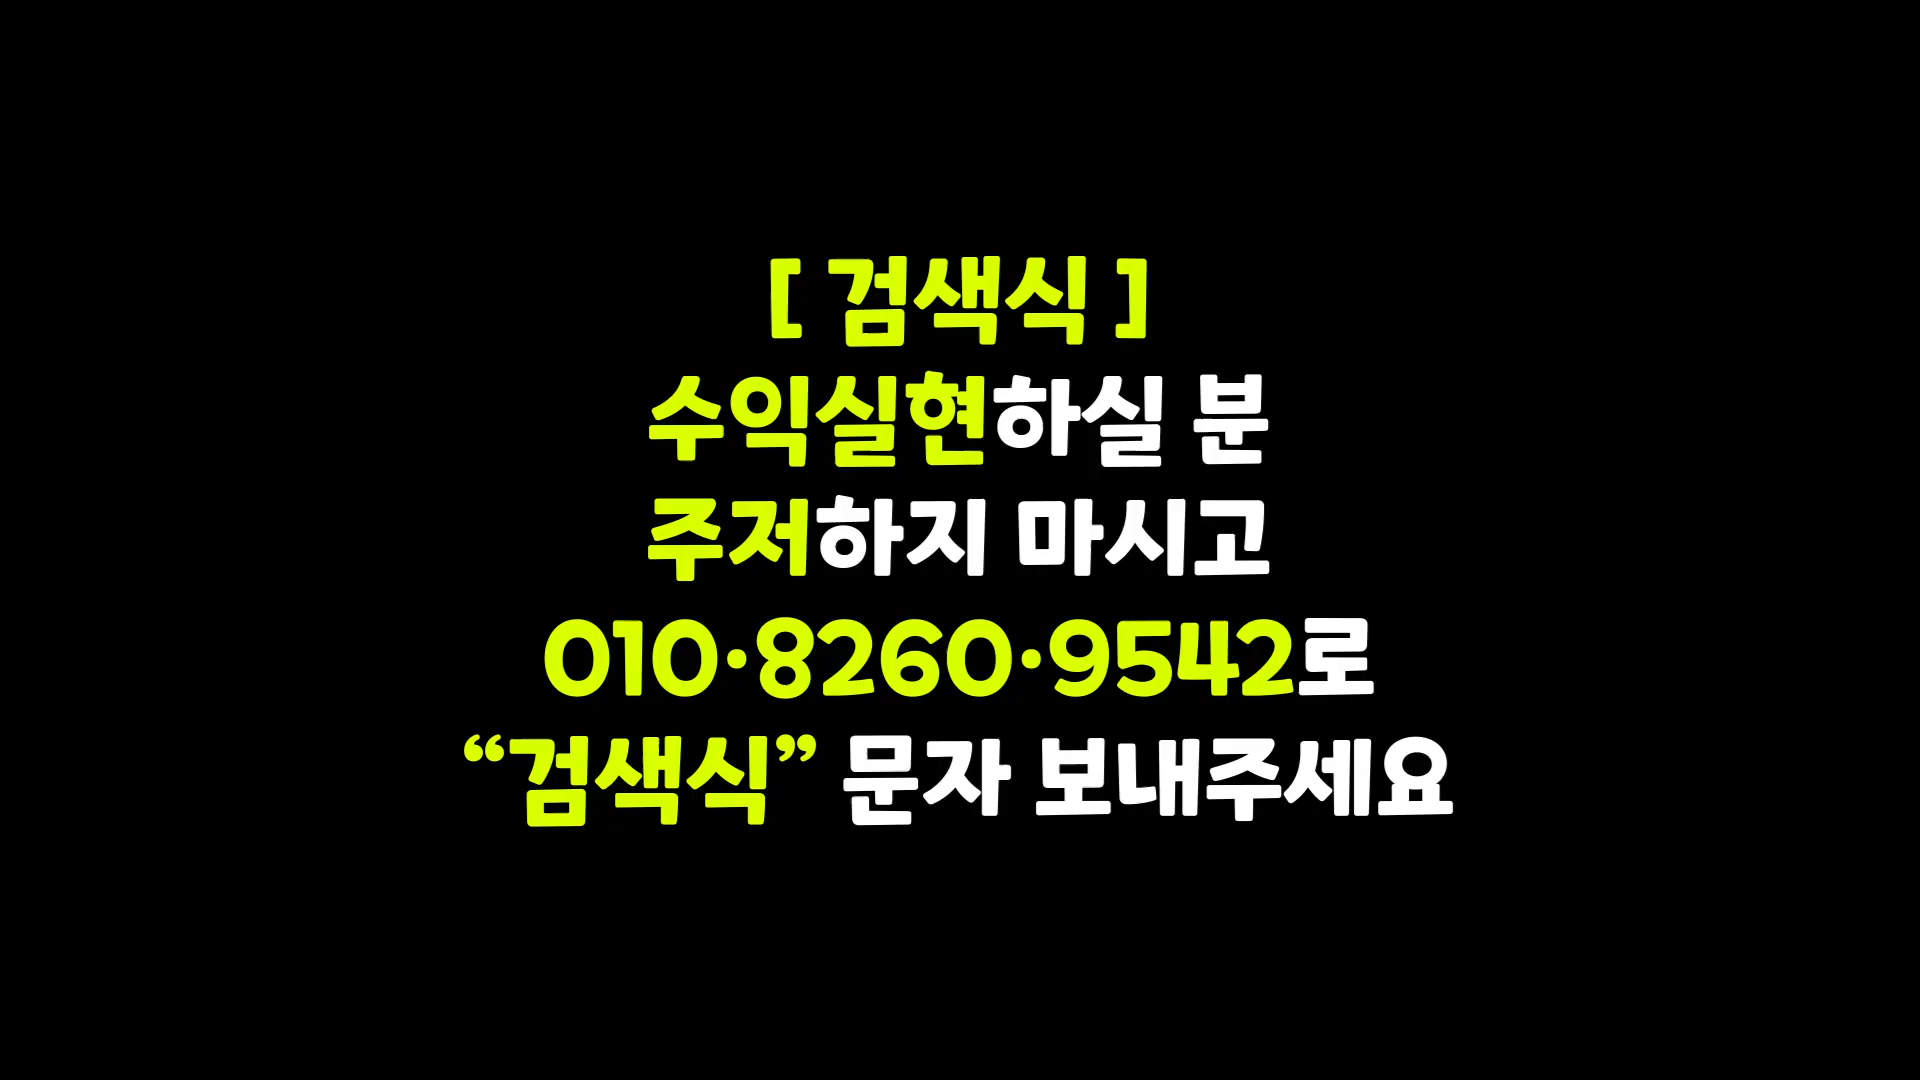 [ 검색식 ]
수익실현하실 분
주저하지 마시고
010·8260·9542로
“검색식” 문자 보내주세요